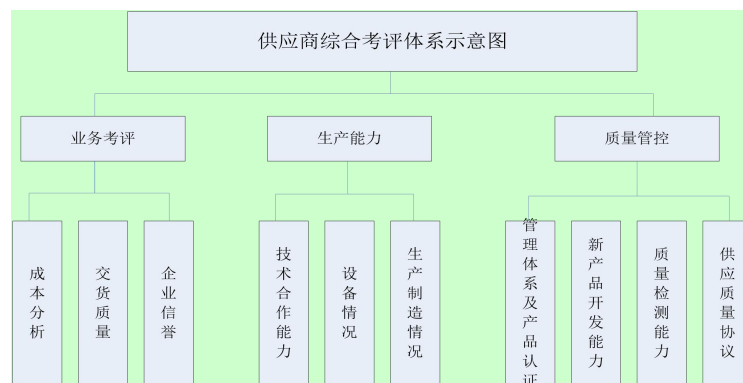 供应商综合考评体系示意图
业务考评
生产能力
质量管控
成本分析
交货质量
企业信誉
技术合作能力
设备情况
生产制造情况
管理体系及产品认证
新产品开发能力
质量检测能力
供应质量协议